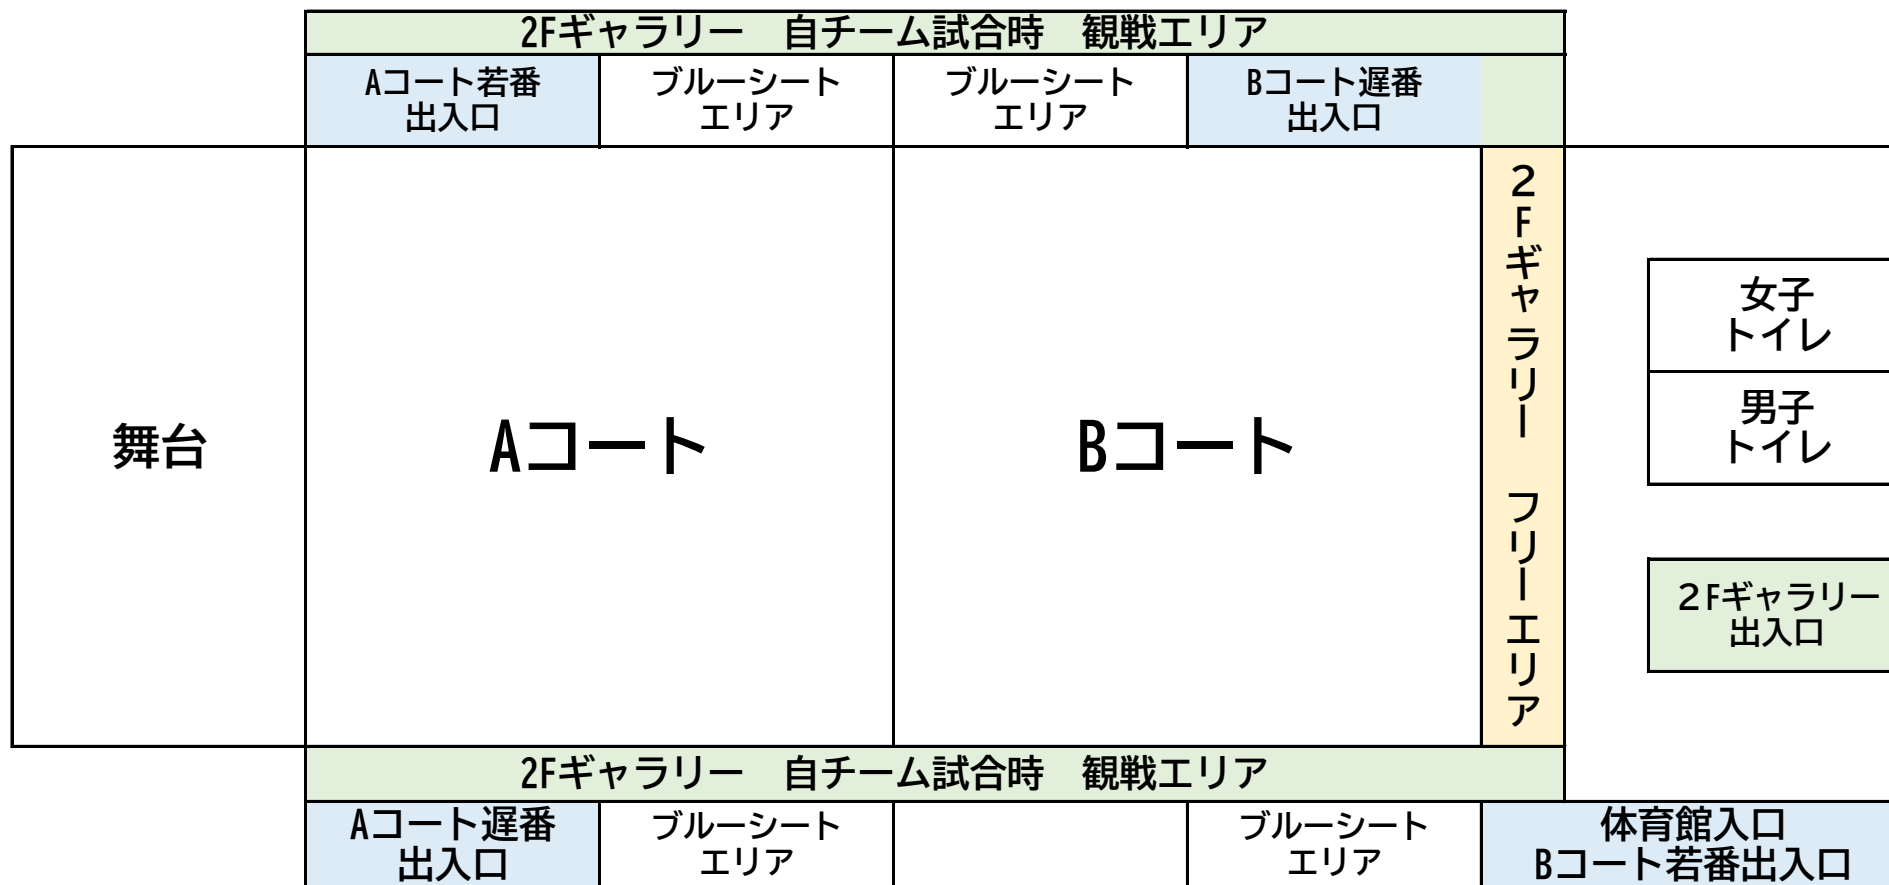 2Fギャラリー　自チーム試合時　観戦エリア
Aコート若番
出入口
ブルーシート
エリア
ブルーシート
エリア
Bコート遅番
出入口
舞台
Aコート
Bコート
２Fギャラリー　フリーエリア
女子
トイレ
男子
トイレ
２Fギャラリー
出入口
2Fギャラリー　自チーム試合時　観戦エリア
Aコート遅番
出入口
ブルーシート
エリア
ブルーシート
エリア
体育館入口
Bコート若番出入口